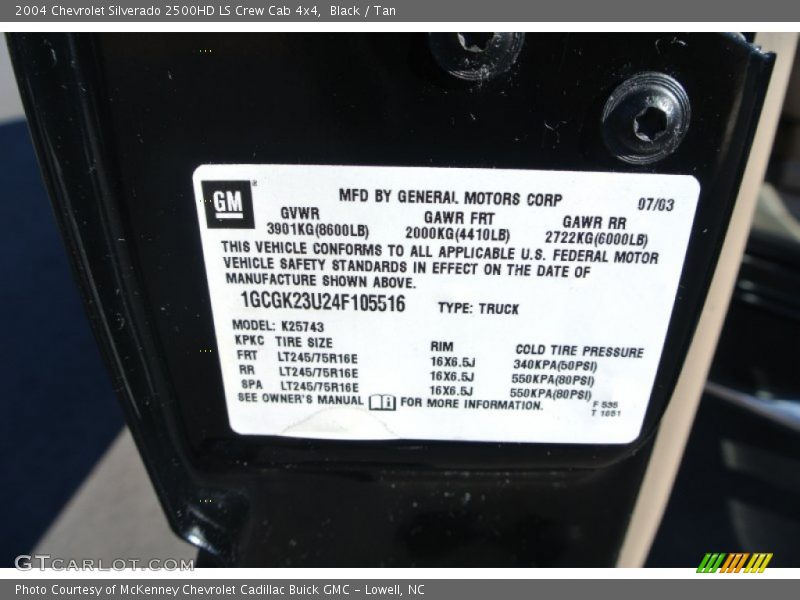 2004 Chevrolet Silverado 2500HD LS Crew Cab 4x4, Black / Tan
GM
MFD BY GENERAL MOTORS CORP 07/03
GVWR GAWR FRT GAWR RR
3901KG(8600LB) 2000KG(4410LB) 2722KG(6000LB)
THIS VEHICLE CONFORMS TO ALL APPLICABLE U.S. FEDERAL MOTOR
VEHICLE SAFETY STANDARDS IN EFFECT ON THE DATE OF
MANUFACTURE SHOWN ABOVE.
1GCGK23U24F105516 TYPE: TRUCK
MODEL: K25743
KPKC TIRE SIZE RIM COLD TIRE PRESSURE
FRT LT245/75R16E 16X6.5J 340KPA(50PSI)
RR LT245/75R16E 16X6.5J 550KPA(80PSI)
SPA LT245/75R16E 16X6.5J 550KPA(80PSI)
SEE OWNER'S MANUAL FOR MORE INFORMATION.
F 535
T 1051
GTCarLot.com
Photo Courtesy of McKenney Chevrolet Cadillac Buick GMC - Lowell, NC